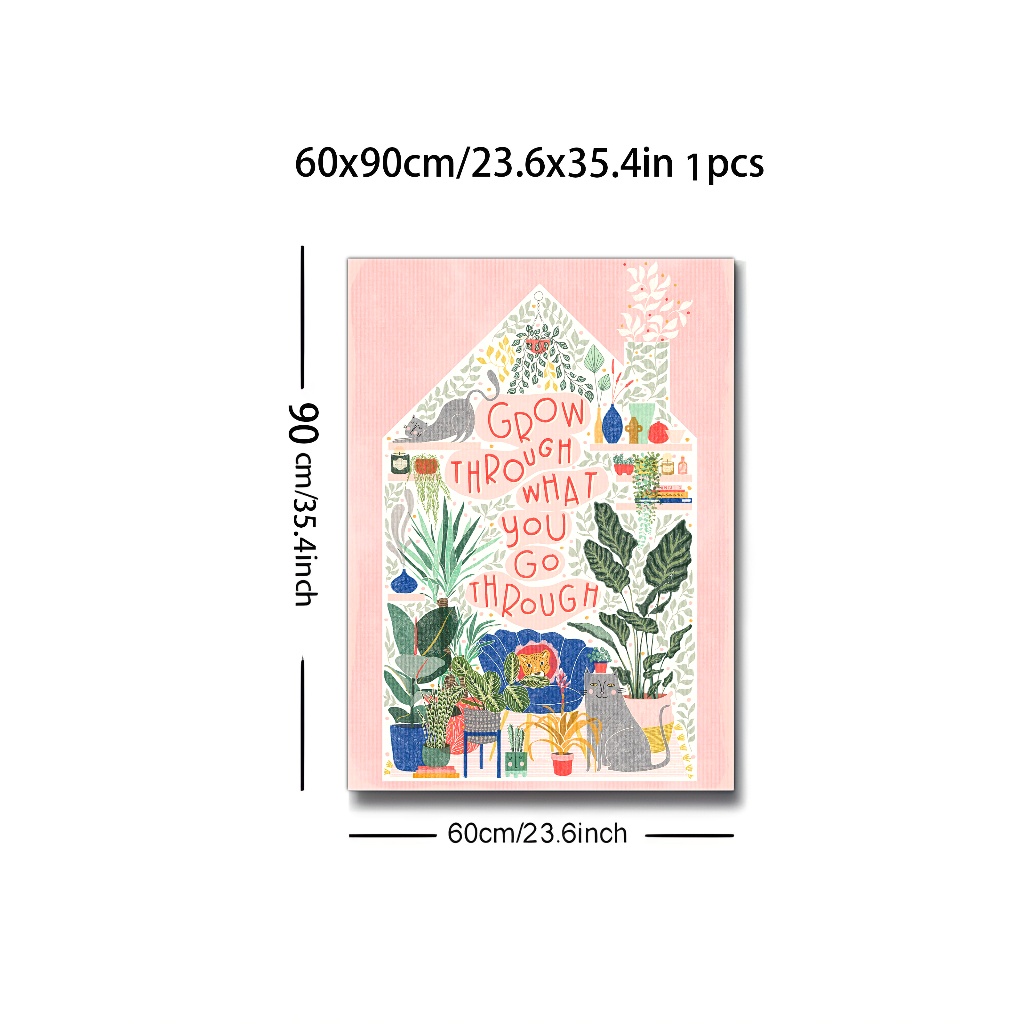 60x90cm/23.6x35.4in 1pcs
90 cm/35.4inch
GROW
THROUGH
WHAT
YOU
GO
THROUGH
60cm/23.6inch